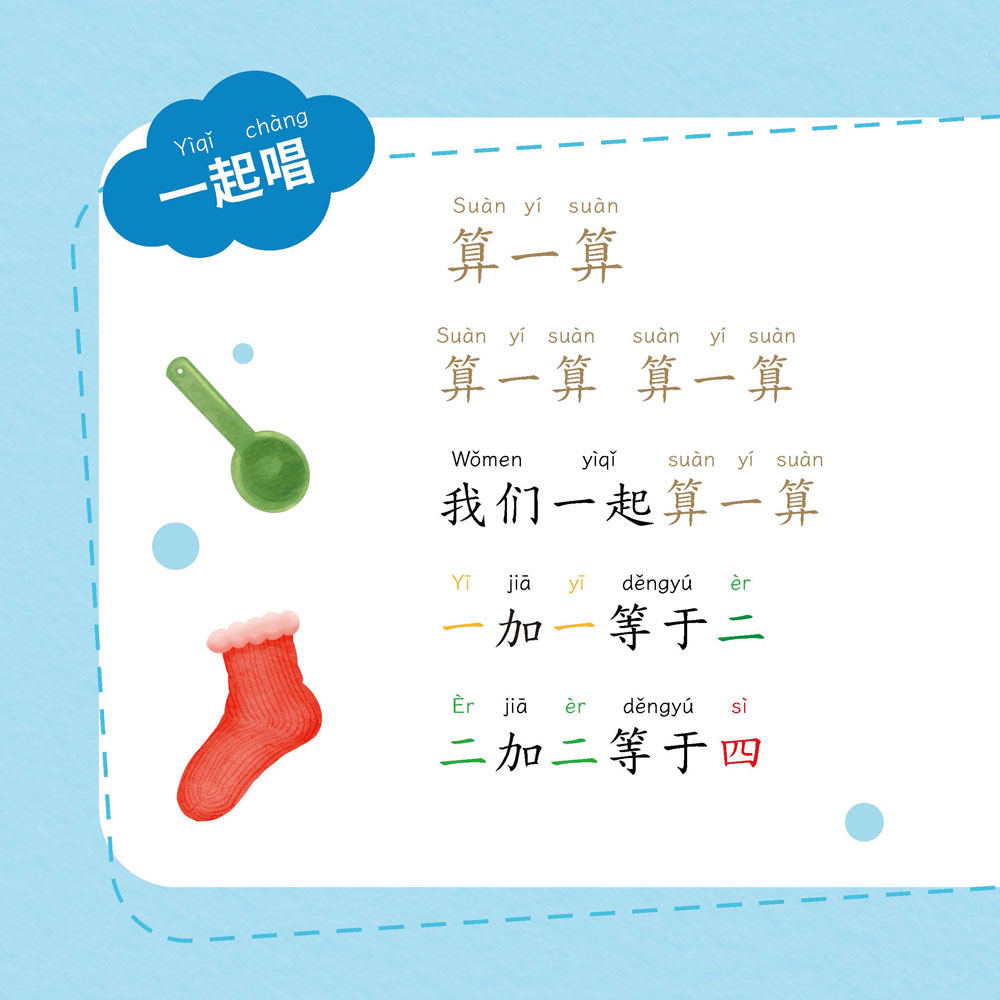 Yìqǐ chàng
一起唱
Suàn yí suàn
算一算
Suàn yí suàn suàn yí suàn
算一算 算一算
Wǒmen yìqǐ suàn yí suàn
我们一起算一算
Yī jiā yī děngyú èr
一加一等于二
Èr jiā èr děngyú sì
二加二等于四